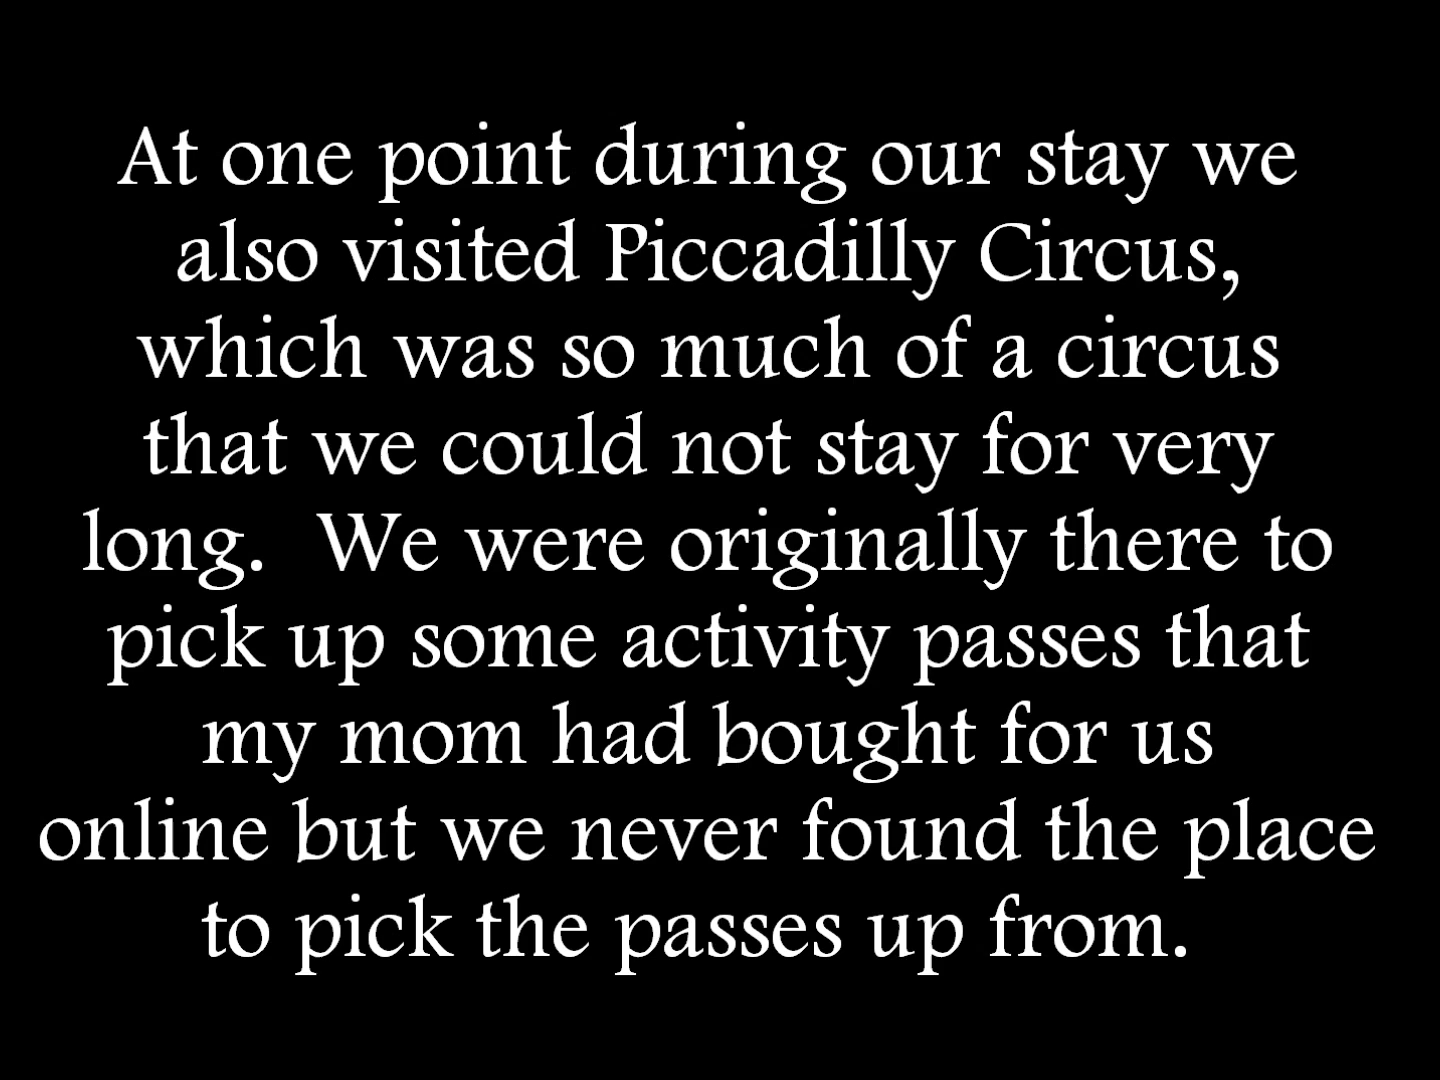 At one point during our stay we
also visited Piccadilly Circus,
which was so much of a circus
that we could not stay for very
long.  We were originally there to
pick up some activity passes that
my mom had bought for us
online but we never found the place
to pick the passes up from.